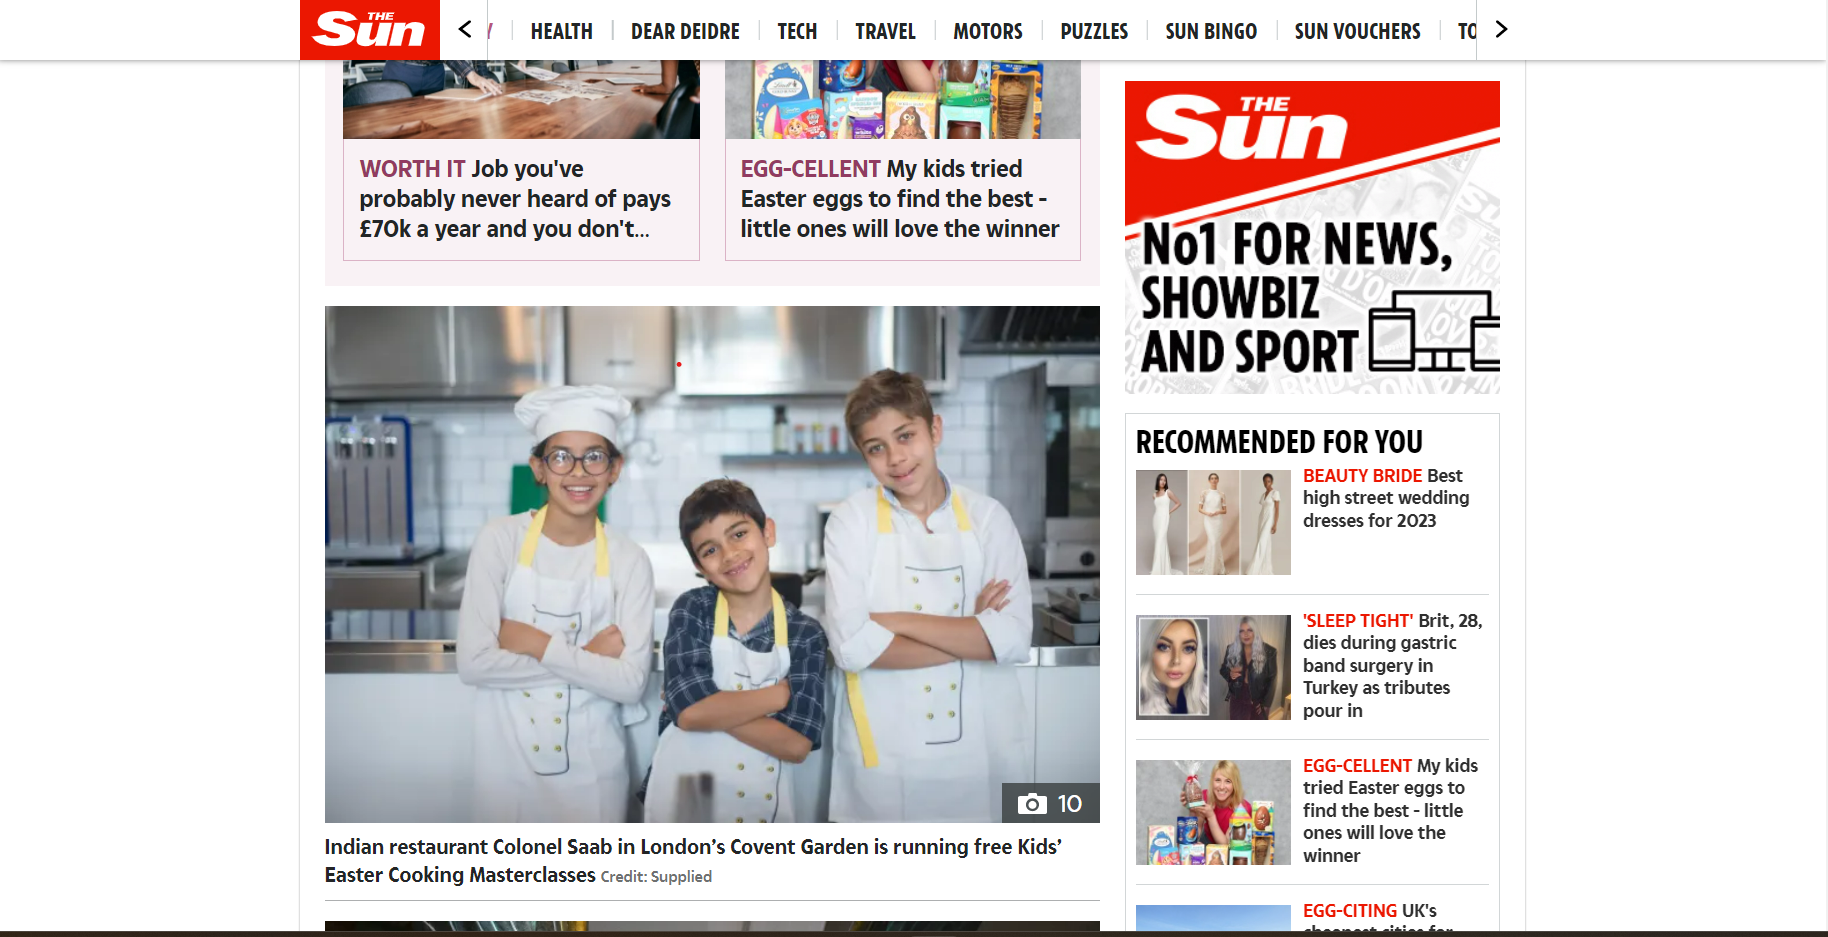 THE
Sun
HEALTH
DEAR DEIDRE
TECH
TRAVEL
MOTORS
PUZZLES
SUN BINGO
SUN VOUCHERS
WORTH IT Job you've
probably never heard of pays
£70k a year and you don't...
EGG-CELLENT My kids tried
Easter eggs to find the best -
little ones will love the winner
THE
Sun
No1 FOR NEWS,
SHOWBIZ
AND SPORT
10
Indian restaurant Colonel Saab in London's Covent Garden is running free Kids'
Easter Cooking Masterclasses Credit: Supplied
RECOMMENDED FOR YOU
BEAUTY BRIDE Best
high street wedding
dresses for 2023
'SLEEP TIGHT' Brit, 28,
dies during gastric
band surgery in
Turkey as tributes
pour in
EGG-CELLENT My kids
tried Easter eggs to
find the best - little
ones will love the
winner
EGG-CITING UK's
cheapest cities for